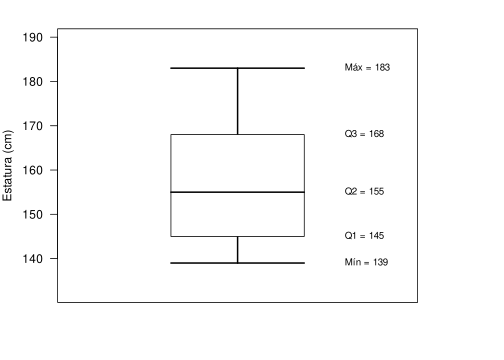 Estatura (cm)
190
180
170
160
150
140
Máx = 183
Q3 = 168
Q2 = 155
Q1 = 145
Mín = 139